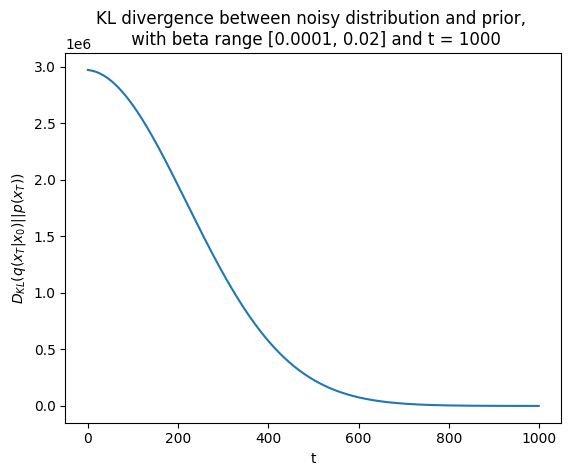 KL divergence between noisy distribution and prior,
with beta range [0.0001, 0.02] and t = 1000
1e6
3.0
2.5
2.0
1.5
1.0
0.5
0.0
D_{KL}(q(x_T|x_0)||p(x_T))
0 200 400 600 800 1000
t